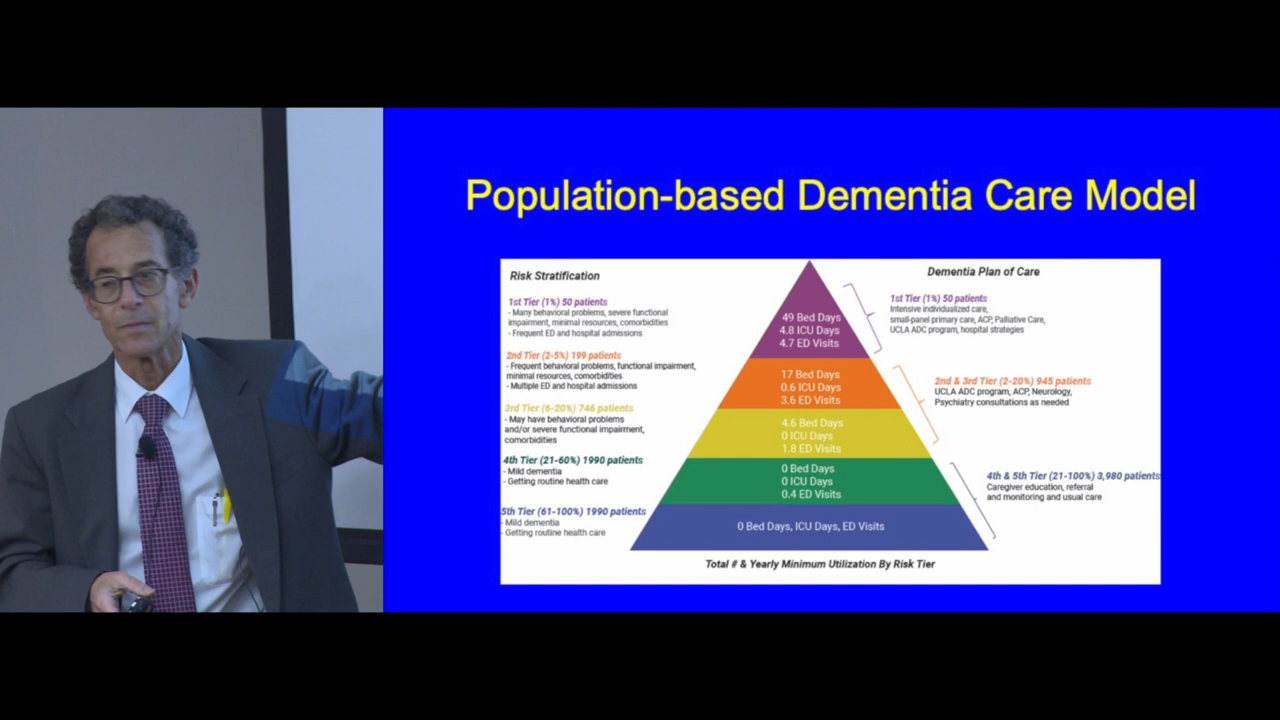 Population-based Dementia Care Model
Risk Stratification
1st Tier (1%) 50 patients
- Many behavioral problems, severe functional
impairment, minimal resources, comorbidities
- Frequent ED and hospital admissions
2nd Tier (2-5%) 199 patients
- Frequent behavioral problems, functional impairment,
minimal resources, comorbidities
- Multiple ED and hospital admissions
3rd Tier (6-20%) 746 patients
- May have behavioral problems
and/or severe functional impairment,
comorbidities
4th Tier (21-60%) 1990 patients
- Mild dementia
- Getting routine health care
5th Tier (61-100%) 1990 patients
- Mild dementia
- Getting routine health care
49 Bed Days
4.8 ICU Days
4.7 ED Visits
17 Bed Days
0.6 ICU Days
3.6 ED Visits
4.6 Bed Days
0 ICU Days
1.8 ED Visits
0 Bed Days
0 ICU Days
0.4 ED Visits
0 Bed Days, ICU Days, ED Visits
Total # & Yearly Minimum Utilization By Risk Tier
Dementia Plan of Care
1st Tier (1%) 50 patients
Intensive individualized care,
small-panel primary care, ACP, Palliative Care,
UCLA ADC program, hospital strategies
2nd & 3rd Tier (2-20%) 945 patients
UCLA ADC program, ACP, Neurology,
Psychiatry consultations as needed
4th & 5th Tier (21-100%) 3,980 patients
Caregiver education, referral
and monitoring and usual care